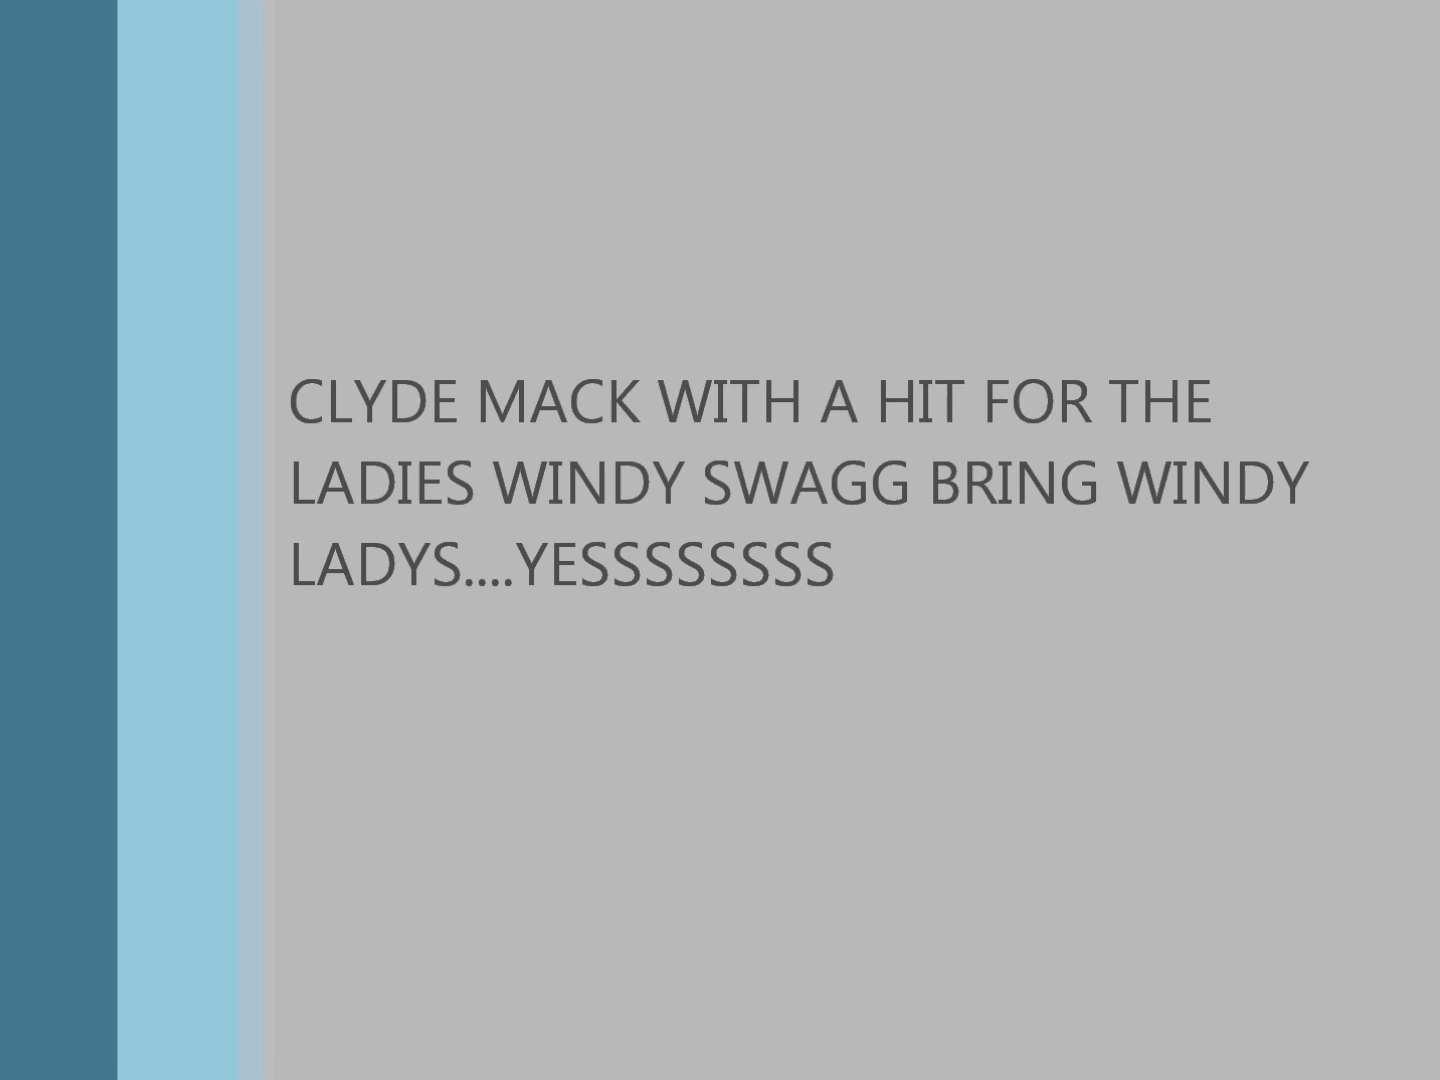 CLYDE MACK WITH A HIT FOR THE
LADIES WINDY SWAGG BRING WINDY
LADYS....YESSSSSSSS